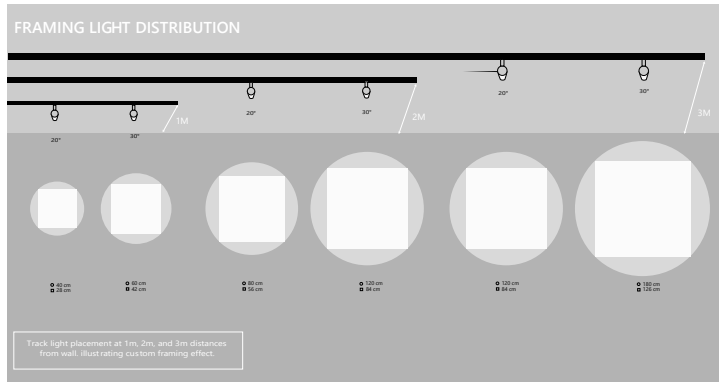 FRAMING LIGHT DISTRIBUTION
20°
30°
1M
20°
30°
2M
20°
30°
3M
40 cm
28 cm
60 cm
42 cm
80 cm
56 cm
120 cm
84 cm
120 cm
84 cm
180 cm
126 cm
Track light placement at 1m, 2m, and 3m distances
from wall. illustrating custom framing effect.